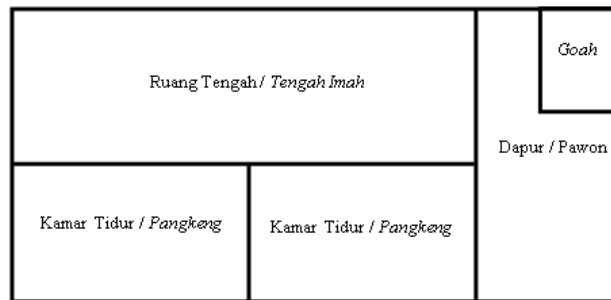 Goah
Ruang Tengah / Tengah Imah
Dapur / Pawon
Kamar Tidur / Pangkeng
Kamar Tidur / Pangkeng